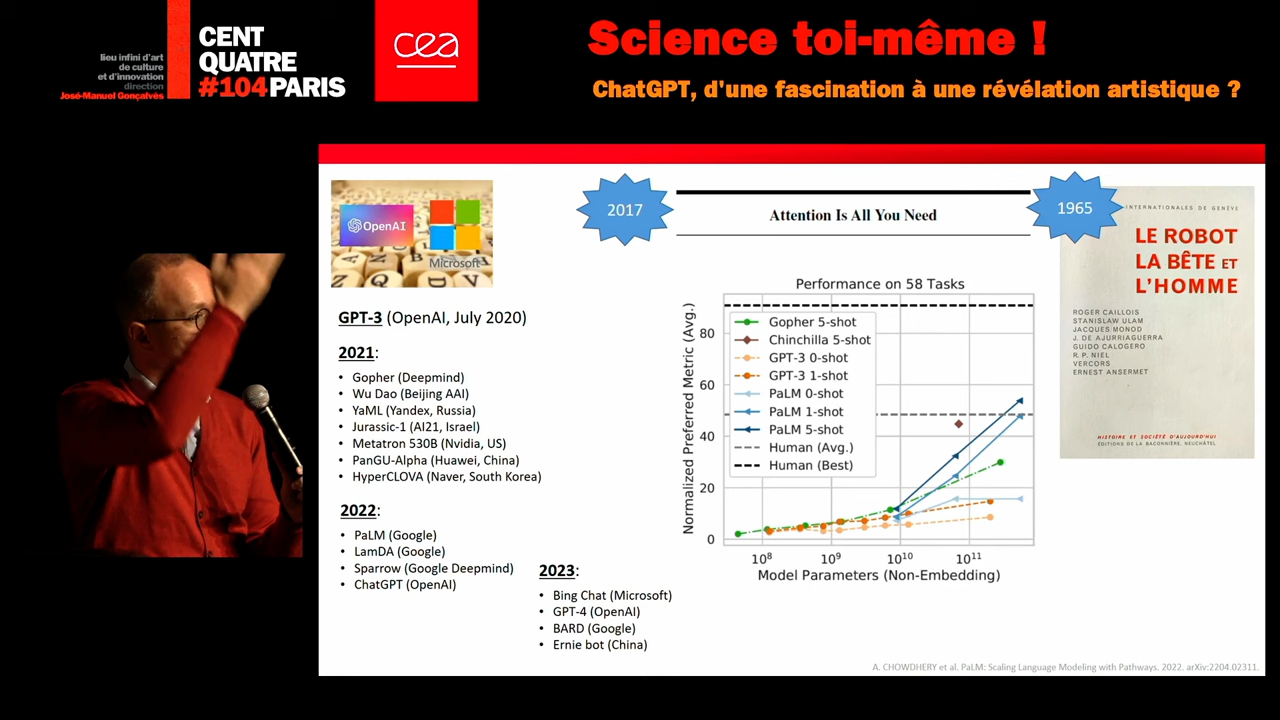 lieu infini d'art
de culture
et d'innovation
direction
José-Manuel Gonçalvès
CENT
QUATRE
#104PARIS
cea
Science toi-même !
ChatGPT, d'une fascination à une révélation artistique ?
OpenAI
Microsoft
2017
Attention Is All You Need
1965
INTERNATIONALES DE GENÈVE
LE ROBOT
LA BÊTE ET
L'HOMME
ROGER CAILLOIS
STANISLAW ULAM
JACQUES MONOD
J. DE AJURIAGUERRA
GUIDO CALOGERO
R. P. NIEL
VERCORS
ERNEST ANSERMET
HISTOIRE ET SOCIÉTÉ D'AUJOURD'HUI
ÉDITIONS DE LA BACONNIÈRE, NEUCHÂTEL
GPT-3 (OpenAI, July 2020)
2021:
• Gopher (Deepmind)
• Wu Dao (Beijing AAI)
• YaML (Yandex, Russia)
• Jurassic-1 (AI21, Israel)
• Metatron 530B (Nvidia, US)
• PanGU-Alpha (Huawei, China)
• HyperCLOVA (Naver, South Korea)
2022:
• PaLM (Google)
• LamDA (Google)
• Sparrow (Google Deepmind)
• ChatGPT (OpenAI)
2023:
• Bing Chat (Microsoft)
• GPT-4 (OpenAI)
• BARD (Google)
• Ernie bot (China)
Performance on 58 Tasks
Normalized Preferred Metric (Avg.)
80
60
40
20
0
Gopher 5-shot
Chinchilla 5-shot
GPT-3 0-shot
GPT-3 1-shot
PaLM 0-shot
PaLM 1-shot
PaLM 5-shot
Human (Avg.)
Human (Best)
10⁸ 10⁹ 10¹⁰ 10¹¹
Model Parameters (Non-Embedding)
A. CHOWDHERY et al. PaLM: Scaling Language Modeling with Pathways. 2022. arXiv:2204.02311.